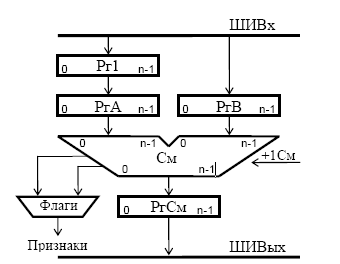 ШИВх
Рг1
0 n-1
РгА
0 n-1
РгВ
0 n-1
0 n-1 0 n-1
См
0 n-1
+1См
Флаги
РгСм
0 n-1
Признаки
ШИВых